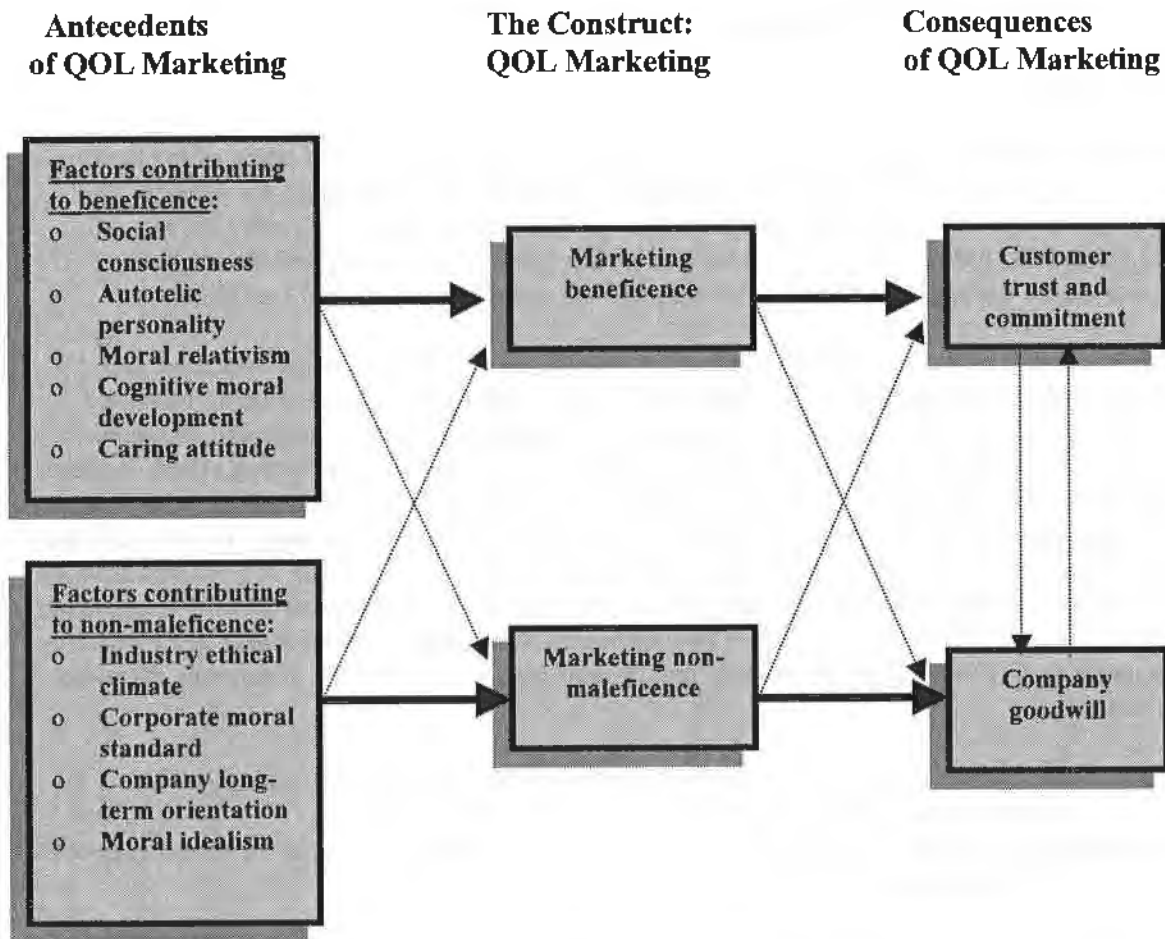 Antecedents
of QOL Marketing
The Construct:
QOL Marketing
Consequences
of QOL Marketing
Factors contributing
to beneficence:
o Social
consciousness
o Autotelic
personality
o Moral relativism
o Cognitive moral
development
o Caring attitude
Marketing
beneficence
Customer
trust and
commitment
Factors contributing
to non-maleficence:
o Industry ethical
climate
o Corporate moral
standard
o Company long-
term orientation
o Moral idealism
Marketing non-
maleficence
Company
goodwill